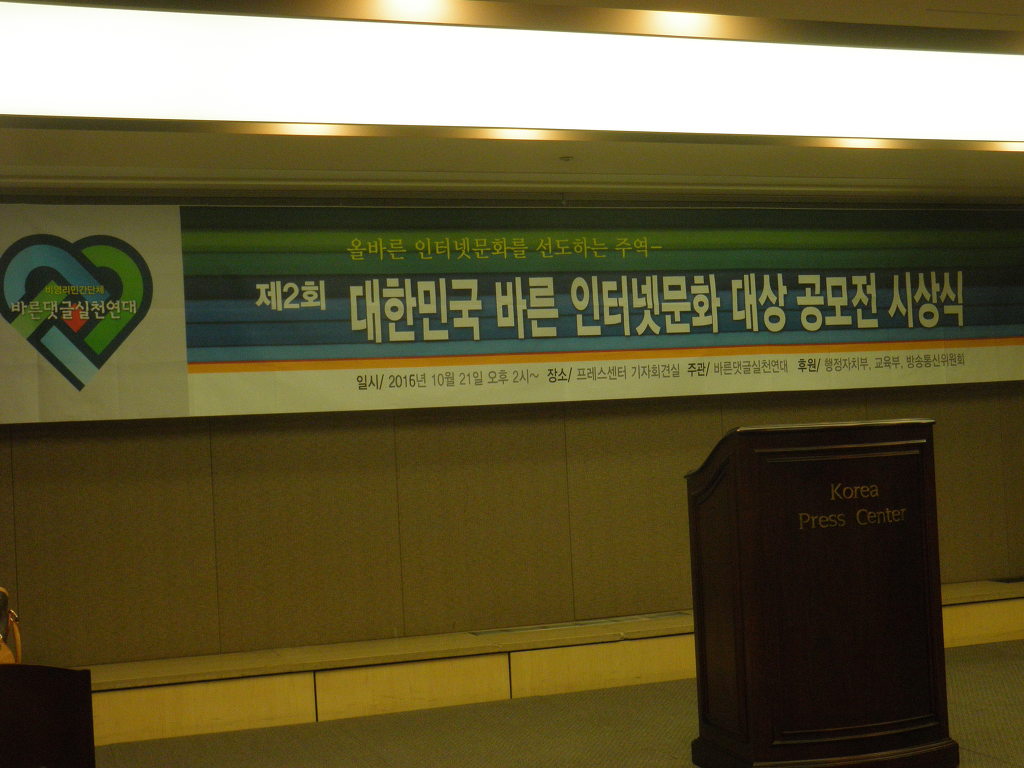 비영리민간단체
바른댓글실천연대
올바른 인터넷문화를 선도하는 주역-
제2회 대한민국 바른 인터넷문화 대상 공모전 시상식
일시/ 2015년 10월 21일 오후 2시~ 장소/ 프레스센터 기자회견실 주관/ 바른댓글실천연대 후원/ 행정자치부, 교육부, 방송통신위원회
Korea
Press Center